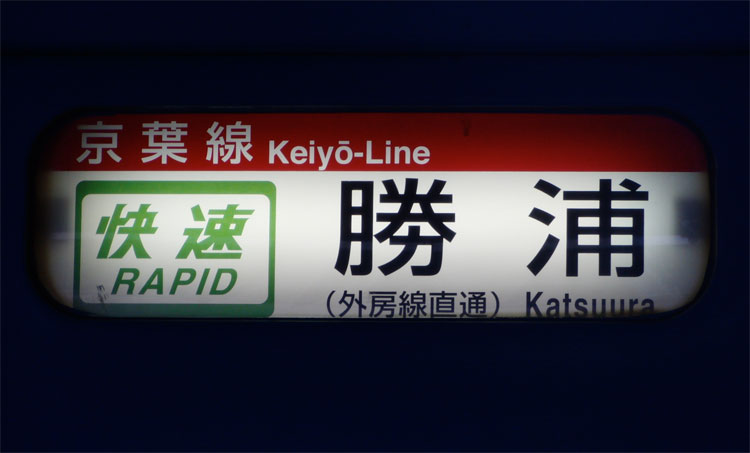 京葉線 Keiyō-Line
快速
RAPID
勝浦
（外房線直通） Katsuura